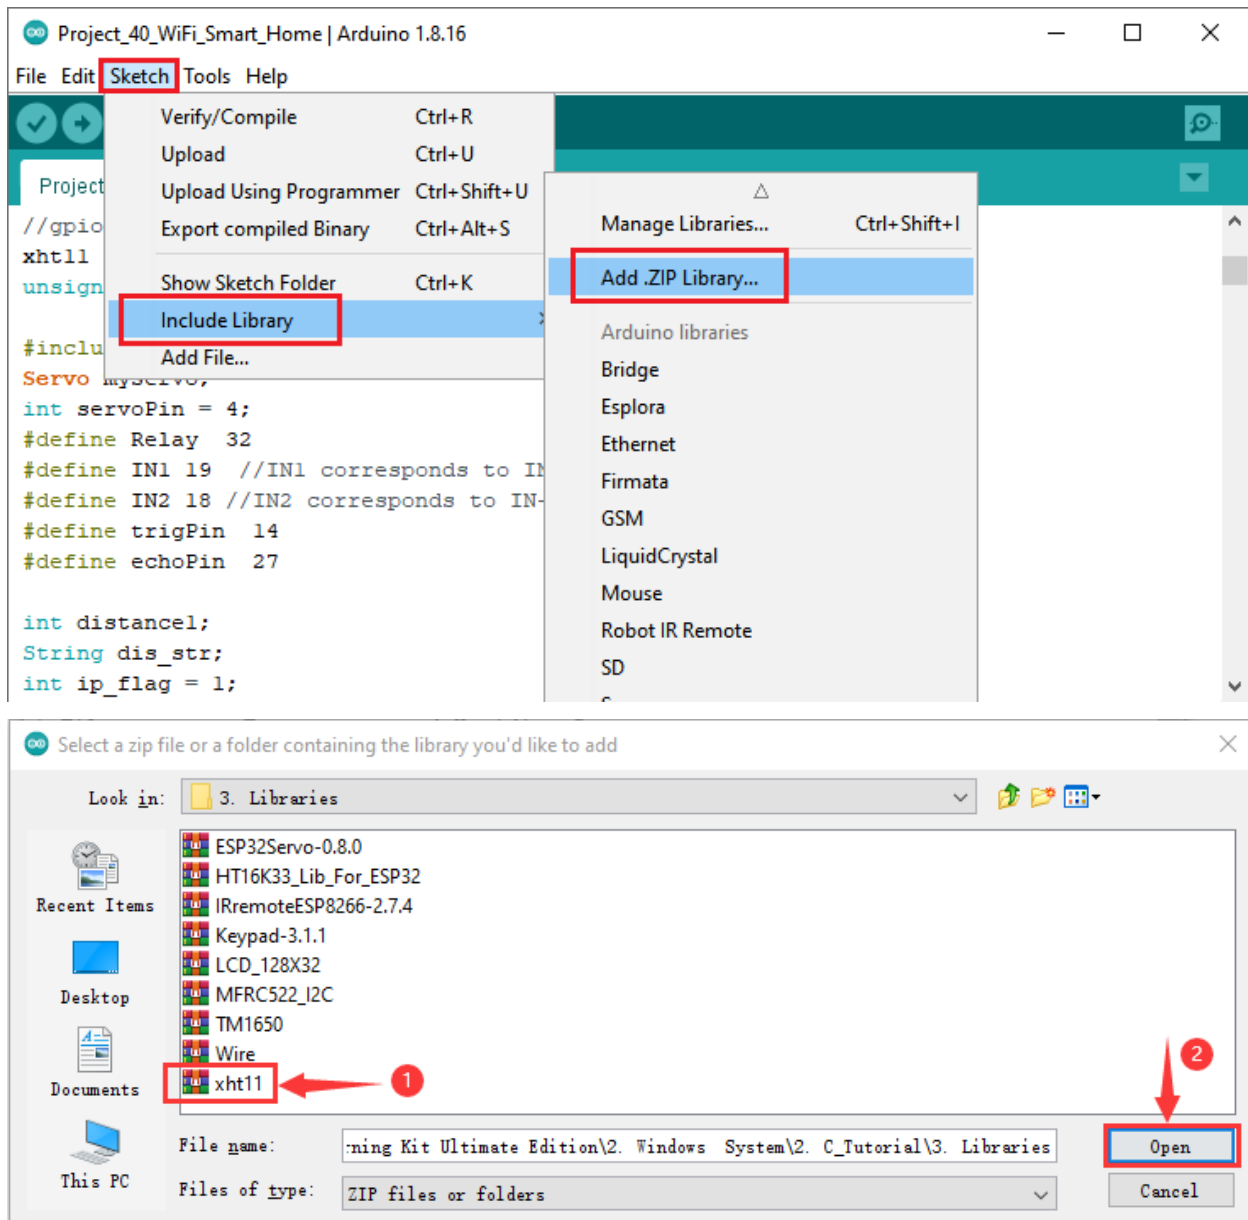 Project_40_WiFi_Smart_Home | Arduino 1.8.16
File Edit Sketch Tools Help
Verify/Compile Ctrl+R
Upload Ctrl+U
Upload Using Programmer Ctrl+Shift+U
Export compiled Binary Ctrl+Alt+S
Show Sketch Folder Ctrl+K
Include Library
Add File...
Manage Libraries... Ctrl+Shift+I
Add .ZIP Library...
Arduino libraries
Bridge
Esplora
Ethernet
Firmata
GSM
LiquidCrystal
Mouse
Robot IR Remote
SD
Project
//gpio
xht11
unsign
#inclu
Servo myservo;
int servoPin = 4;
#define Relay 32
#define IN1 19 //IN1 corresponds to IN
#define IN2 18 //IN2 corresponds to IN-
#define trigPin 14
#define echoPin 27
int distance1;
String dis_str;
int ip_flag = 1;
Select a zip file or a folder containing the library you'd like to add
Look in: 3. Libraries
Recent Items
Desktop
Documents
This PC
ESP32Servo-0.8.0
HT16K33_Lib_For_ESP32
IRremoteESP8266-2.7.4
Keypad-3.1.1
LCD_128X32
MFRC522_I2C
TM1650
Wire
xht11
1
2
File name: :ning Kit Ultimate Edition\2. Windows System\2. C_Tutorial\3. Libraries
Open
Files of type: ZIP files or folders
Cancel